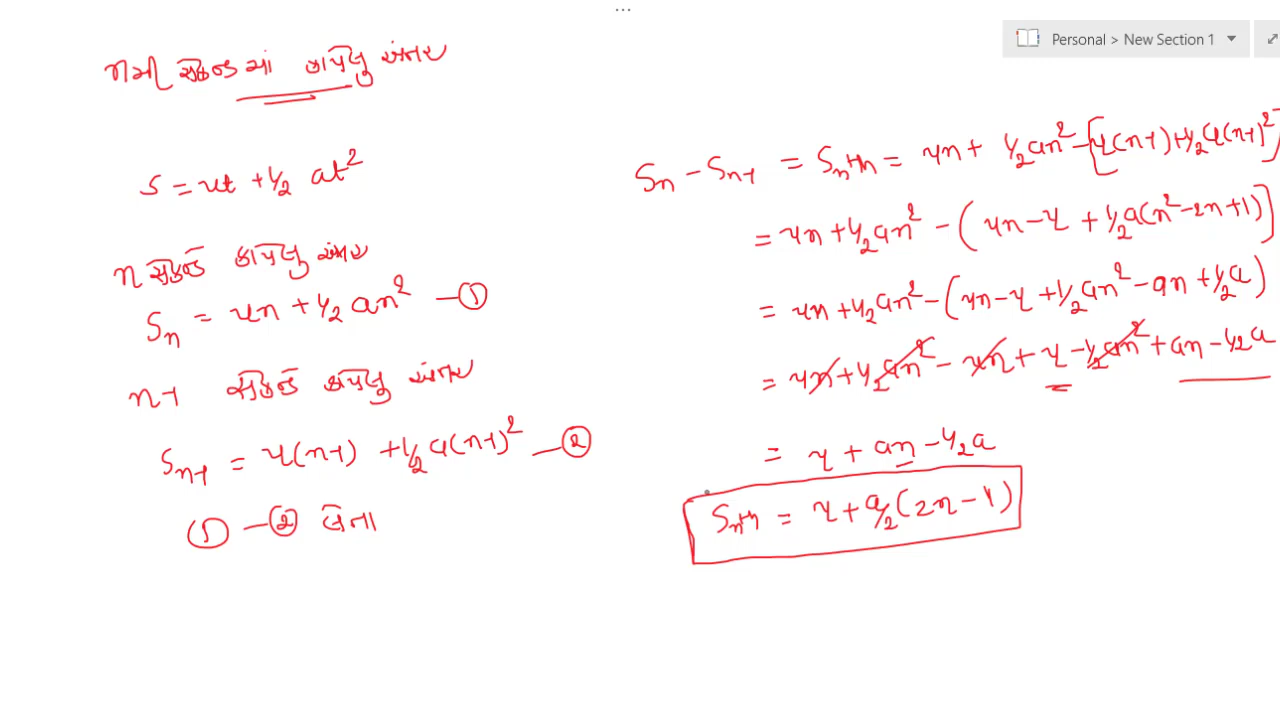 ...
Personal > New Section 1
nમી સેકન્ડ માં કાપેલુ અંતર
S = ut + 1/2 at²
n સેકન્ડે કાપેલુ અંતર
Sn = un + 1/2 an² — ①
n-1 સેકન્ડે કાપેલુ અંતર
Sn-1 = u(n-1) + 1/2 a(n-1)² — ②
① — ② લેતા
Sn - Sn-1 = Snth = un + 1/2 an² - [u(n-1) + 1/2 a(n-1)²]
= un + 1/2 an² - (un - u + 1/2 a(n² - 2n + 1)]
= un + 1/2 an² - (un - u + 1/2 an² - an + 1/2 a)
= un + 1/2 an² - un + u - 1/2 an² + an - 1/2 a
= u + an - 1/2 a
Snth = u + a/2 (2n - 1)